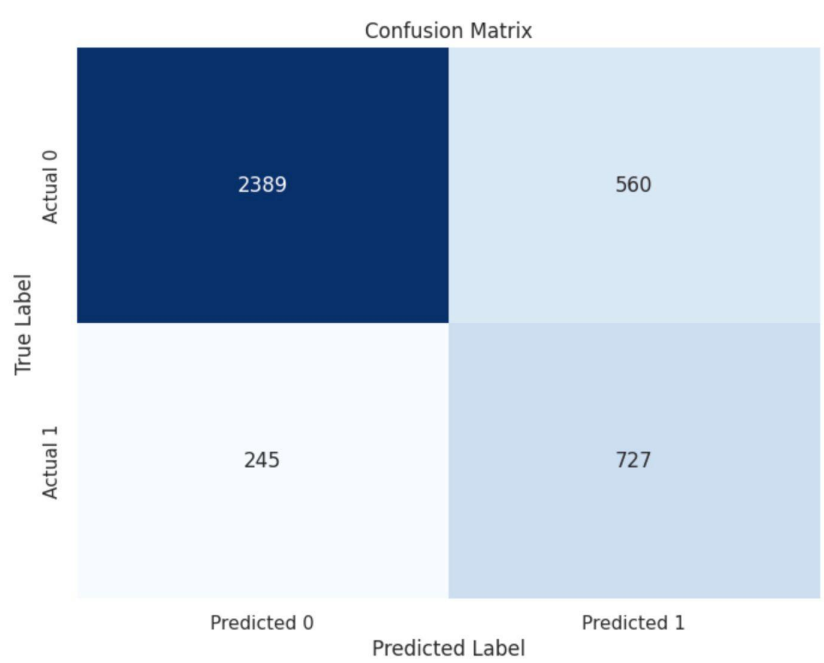 Confusion Matrix
Actual 0
2389
560
True Label
Actual 1
245
727
Predicted 0
Predicted 1
Predicted Label